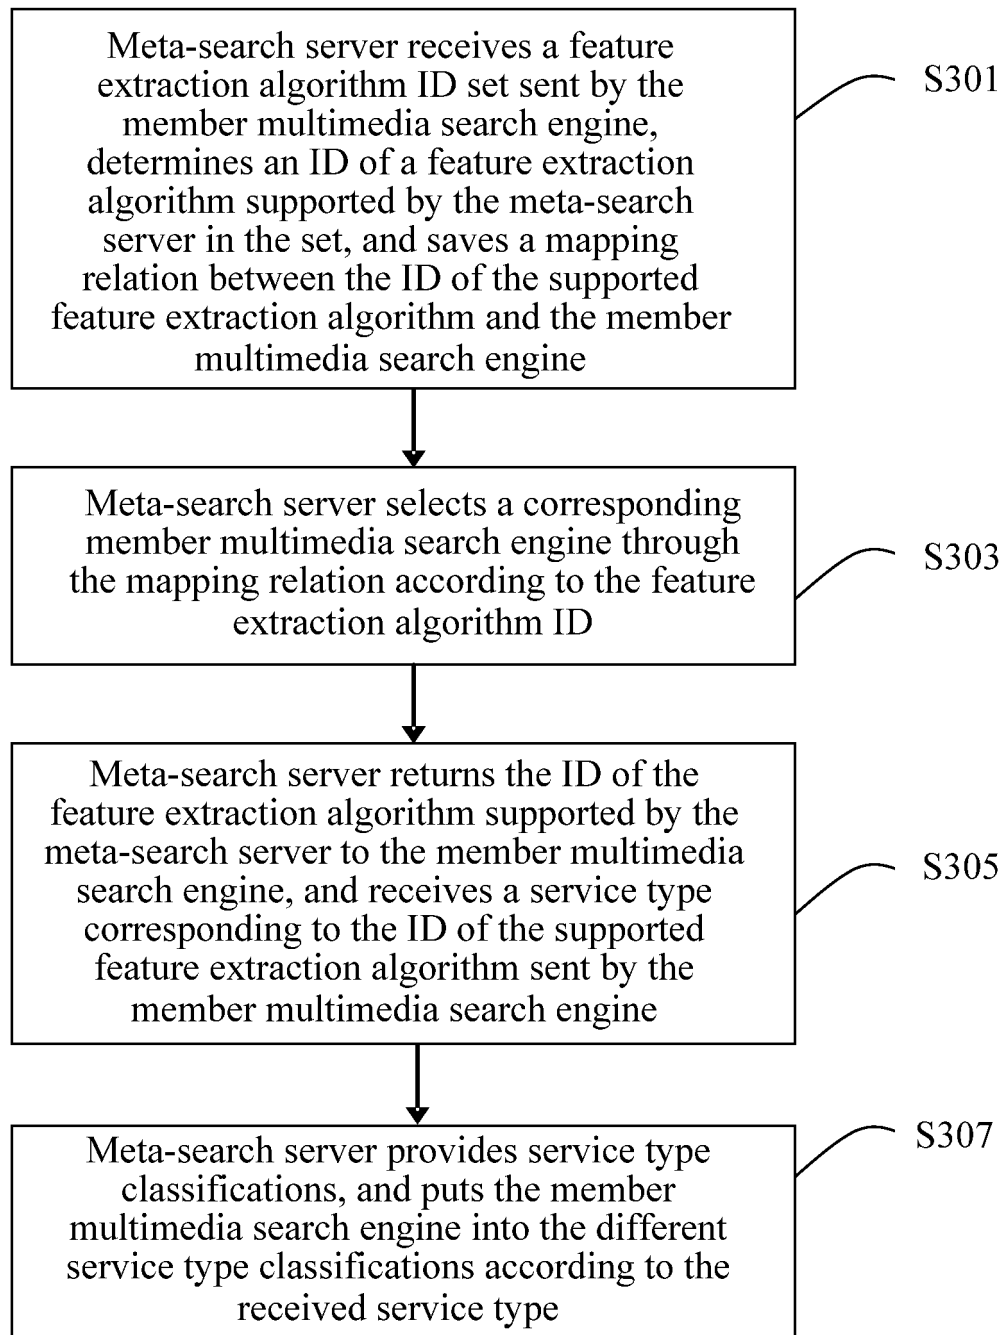 Meta-search server receives a feature
extraction algorithm ID set sent by the
member multimedia search engine,
determines an ID of a feature extraction
algorithm supported by the meta-search
server in the set, and saves a mapping
relation between the ID of the supported
feature extraction algorithm and the member
multimedia search engine
S301
Meta-search server selects a corresponding
member multimedia search engine through
the mapping relation according to the feature
extraction algorithm ID
S303
Meta-search server returns the ID of the
feature extraction algorithm supported by the
meta-search server to the member multimedia
search engine, and receives a service type
corresponding to the ID of the supported
feature extraction algorithm sent by the
member multimedia search engine
S305
Meta-search server provides service type
classifications, and puts the member
multimedia search engine into the different
service type classifications according to the
received service type
S307